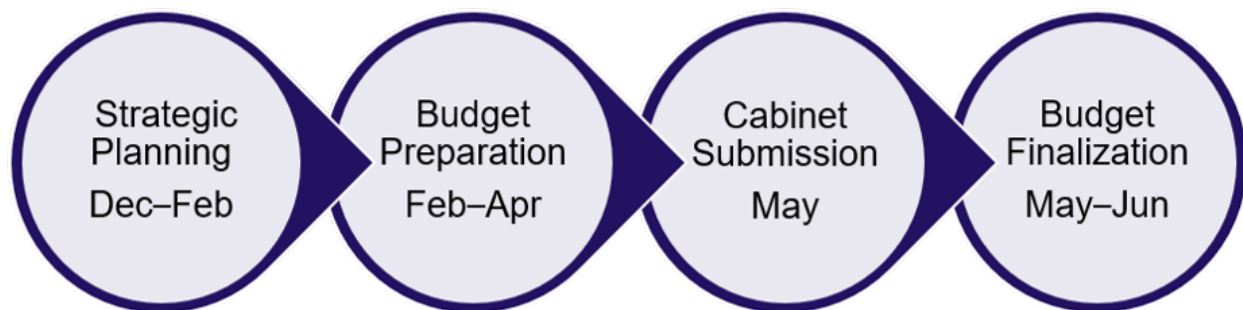 Strategic
Planning
Dec–Feb
Budget
Preparation
Feb–Apr
Cabinet
Submission
May
Budget
Finalization
May–Jun